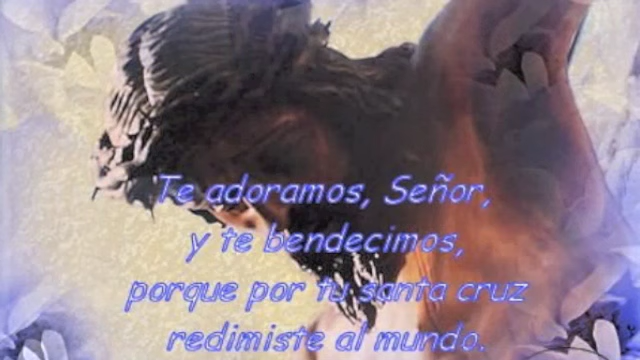 Te adoramos, Señor,
y te bendecimos,
porque por tu santa cruz
redimiste al mundo.